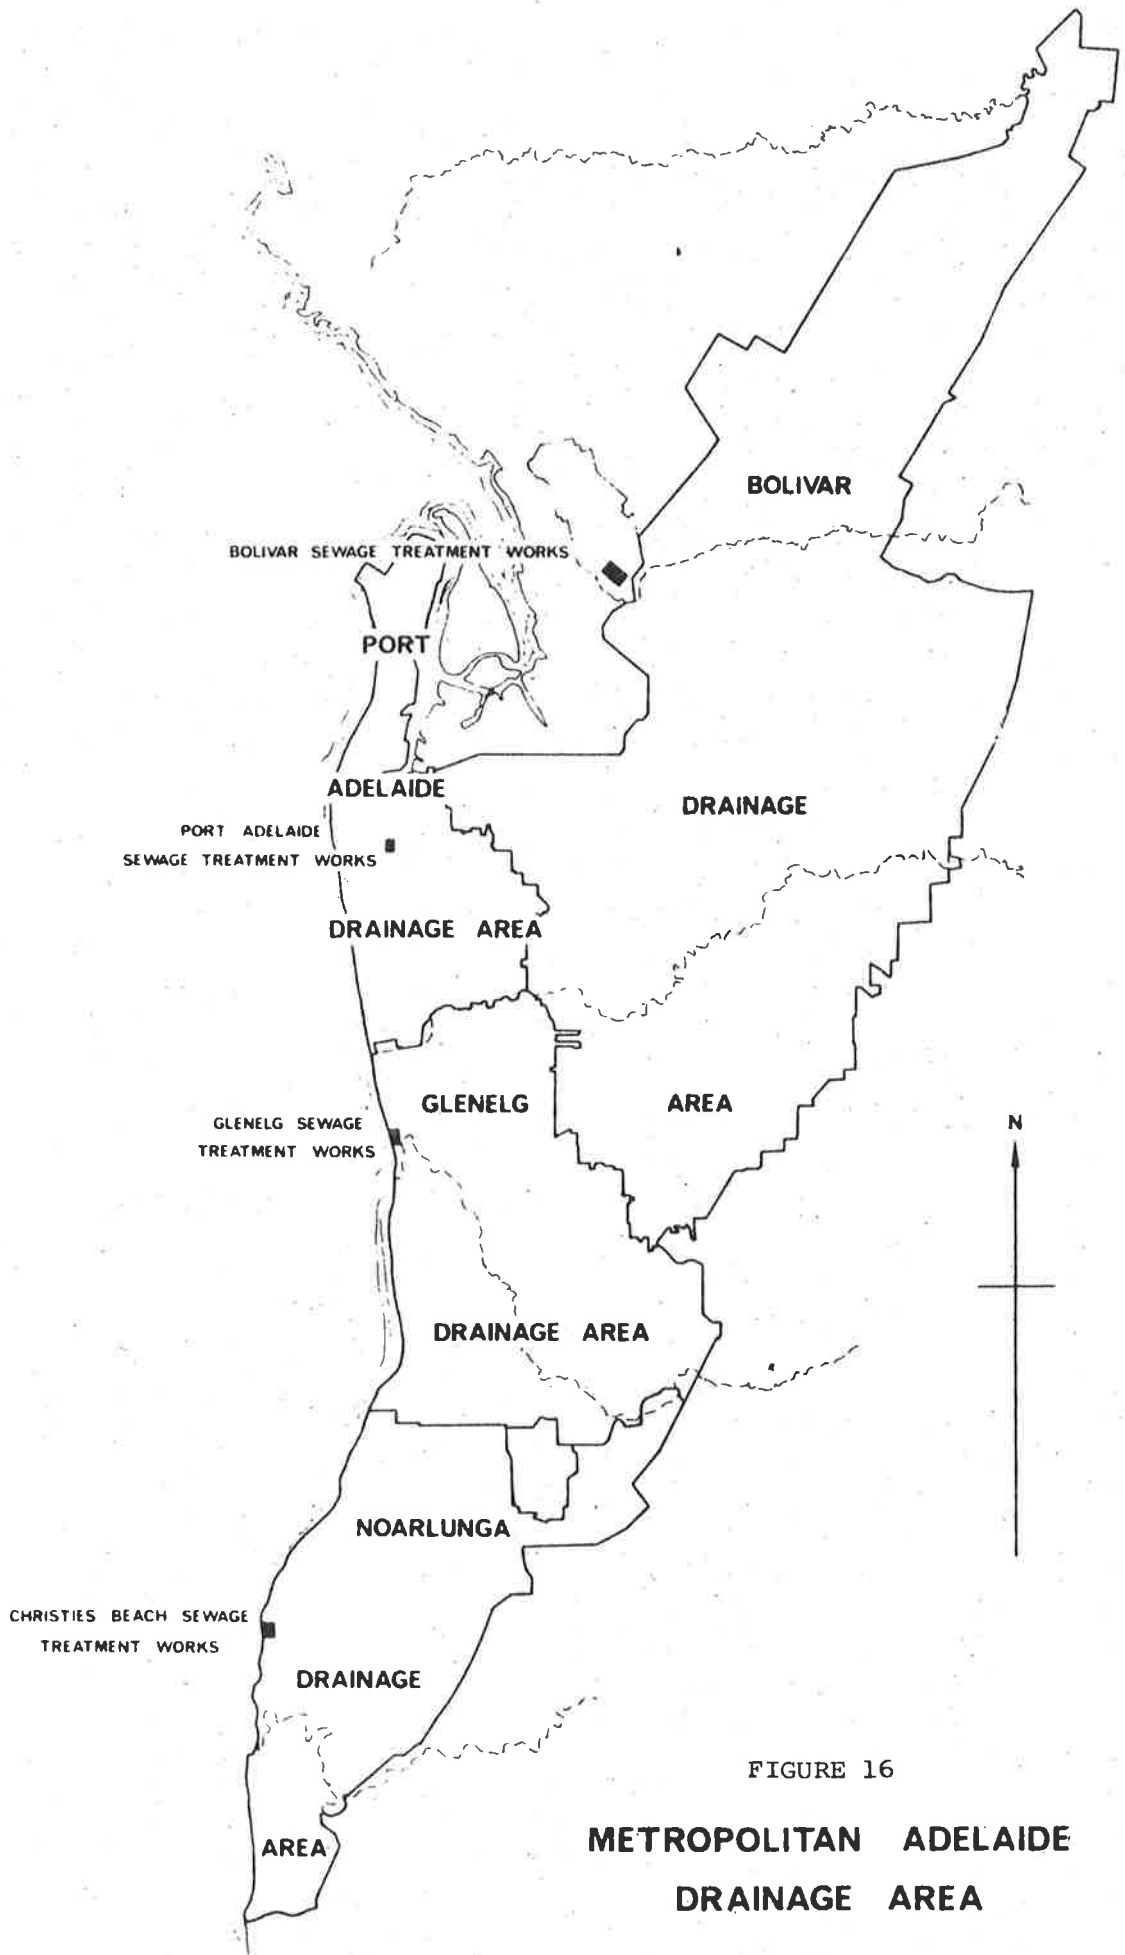 BOLIVAR
BOLIVAR SEWAGE TREATMENT WORKS
PORT
ADELAIDE
DRAINAGE
PORT ADELAIDE
SEWAGE TREATMENT WORKS
DRAINAGE AREA
GLENELG
AREA
GLENELG SEWAGE
TREATMENT WORKS
N
DRAINAGE AREA
NOARLUNGA
CHRISTIES BEACH SEWAGE
TREATMENT WORKS
DRAINAGE
AREA
FIGURE 16
METROPOLITAN ADELAIDE
DRAINAGE AREA